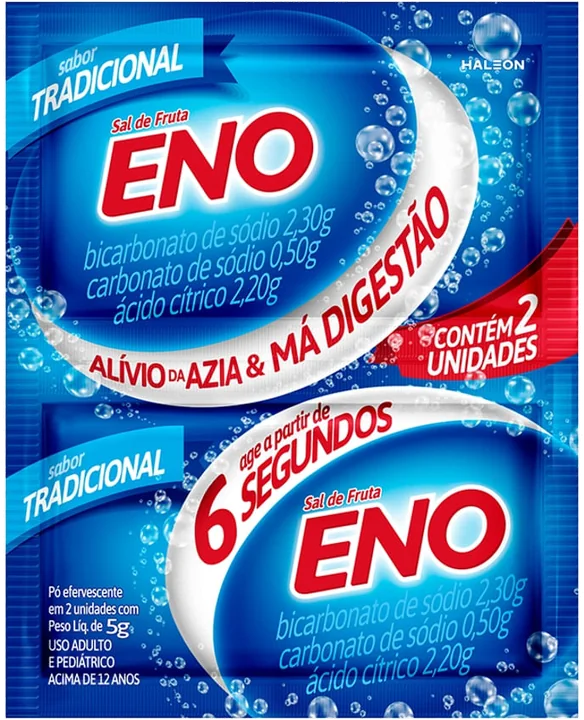 sabor
TRADICIONAL
HALEON
Sal de Fruta
ENO
bicarbonato de sódio 2,30g
carbonato de sódio 0,50g
ácido cítrico 2,20g
ALÍVIO DA AZIA & MÁ DIGESTÃO
CONTÉM 2
UNIDADES
age a partir de
6 SEGUNDOS
sabor
TRADICIONAL
Sal de Fruta
ENO
bicarbonato de sódio 2,30g
carbonato de sódio 0,50g
ácido cítrico 2,20g
Pó efervescente
em 2 unidades com
Peso Líq. de 5g
USO ADULTO
E PEDIÁTRICO
ACIMA DE 12 ANOS